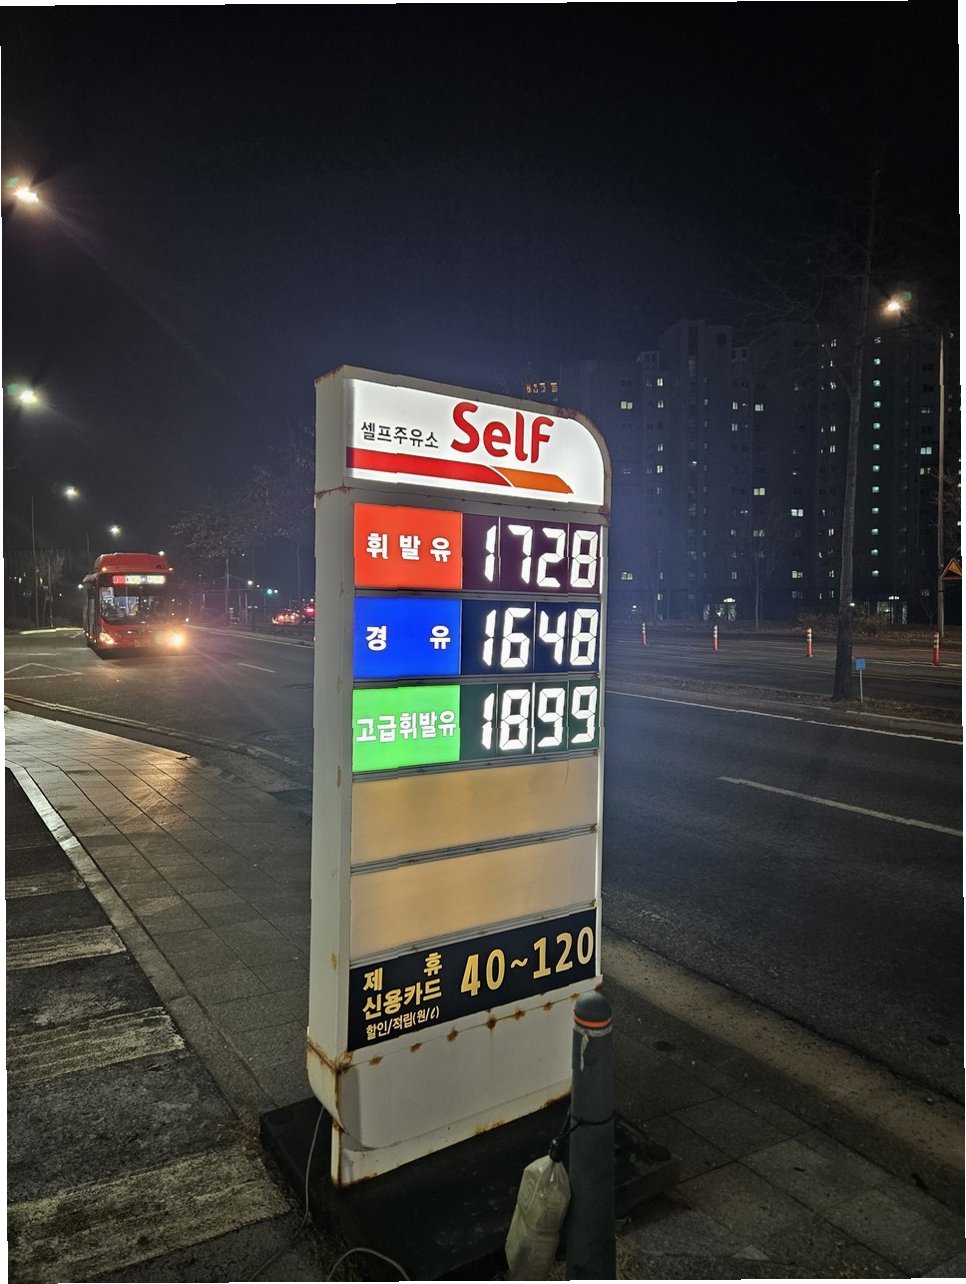 셀프주유소 Self
휘발유 1728
경유 1648
고급휘발유 1899
제휴
신용카드 40~120
할인/적립(원/ℓ)